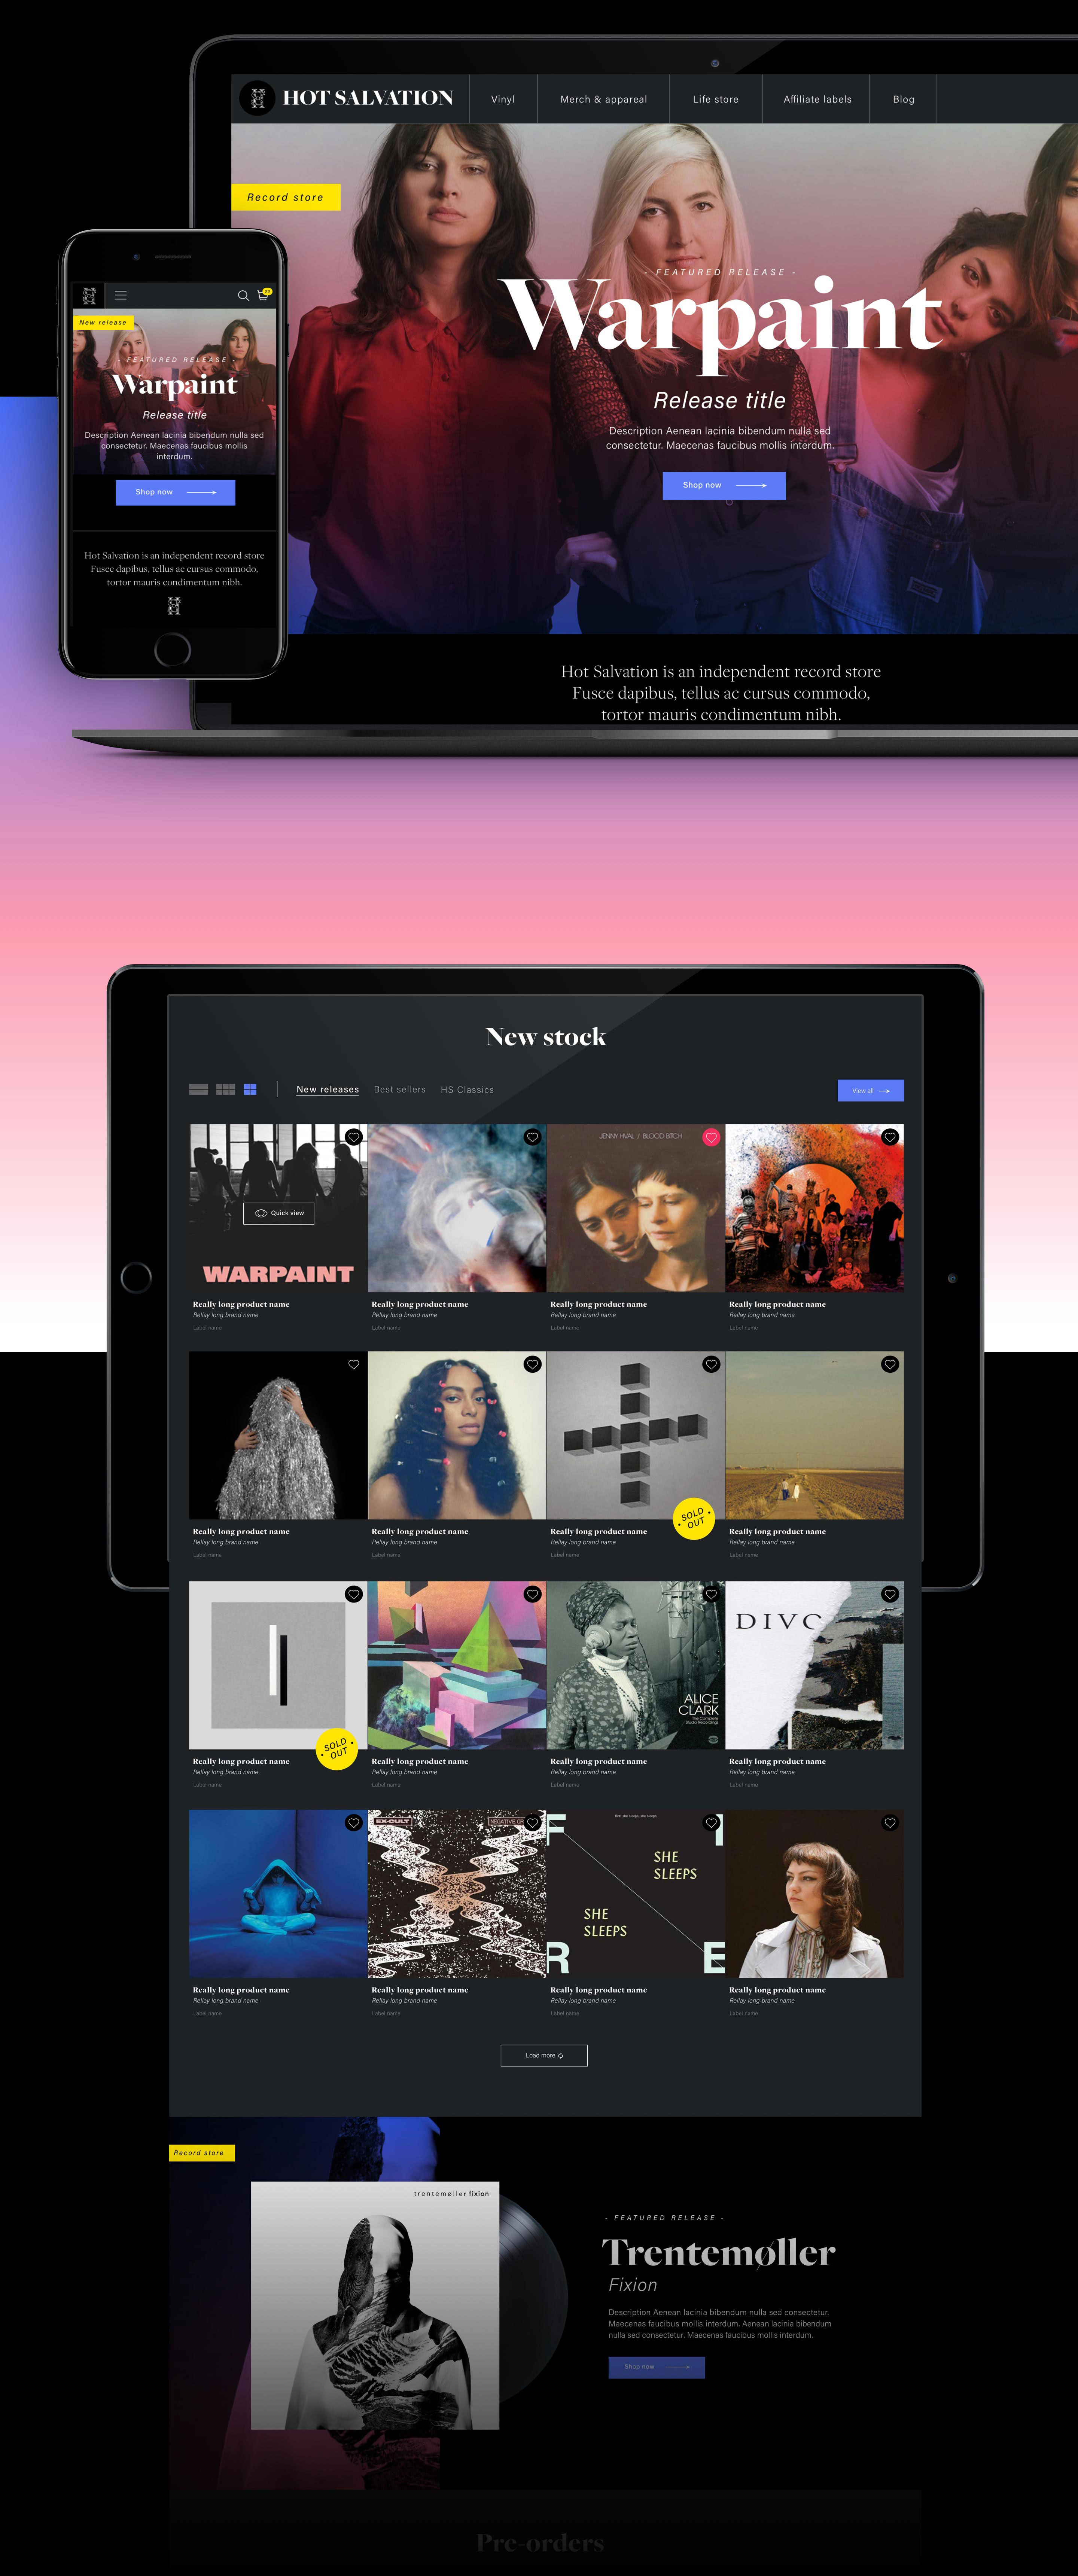 HOT SALVATION
Vinyl
Merch & appareal
Life store
Affiliate labels
Blog
Record store
- FEATURED RELEASE -
Warpaint
Release title
Description Aenean lacinia bibendum nulla sed
consectetur. Maecenas faucibus mollis interdum.
Shop now
Hot Salvation is an independent record store
Fusce dapibus, tellus ac cursus commodo,
tortor mauris condimentum nibh.
New release
- FEATURED RELEASE -
Warpaint
Release title
Description Aenean lacinia bibendum nulla sed
consectetur. Maecenas faucibus mollis
interdum.
Shop now
Hot Salvation is an independent record store
Fusce dapibus, tellus ac cursus commodo,
tortor mauris condimentum nibh.
New stock
New releases
Best sellers
HS Classics
View all
Quick view
WARPAINT
JENNY HVAL / BLOOD BITCH
Really long product name
Rellay long brand name
Label name
Really long product name
Rellay long brand name
Label name
Really long product name
Rellay long brand name
Label name
Really long product name
Rellay long brand name
Label name
SOLD
OUT
Really long product name
Rellay long brand name
Label name
Really long product name
Rellay long brand name
Label name
Really long product name
Rellay long brand name
Label name
Really long product name
Rellay long brand name
Label name
ALICE
CLARK
The Complete
Studio Recordings
DIVC
SOLD
OUT
Really long product name
Rellay long brand name
Label name
Really long product name
Rellay long brand name
Label name
Really long product name
Rellay long brand name
Label name
Really long product name
Rellay long brand name
Label name
EX-CULT
NEGATIVE
F I
SHE
SLEEPS
SHE
SLEEPS
R E
Really long product name
Rellay long brand name
Label name
Really long product name
Rellay long brand name
Label name
Really long product name
Rellay long brand name
Label name
Really long product name
Rellay long brand name
Label name
Load more
Record store
trentemøller fixion
- FEATURED RELEASE -
Trentemøller
Fixion
Description Aenean lacinia bibendum nulla sed consectetur.
Maecenas faucibus mollis interdum. Aenean lacinia bibendum
nulla sed consectetur. Maecenas faucibus mollis interdum.
Shop now
Pre-orders